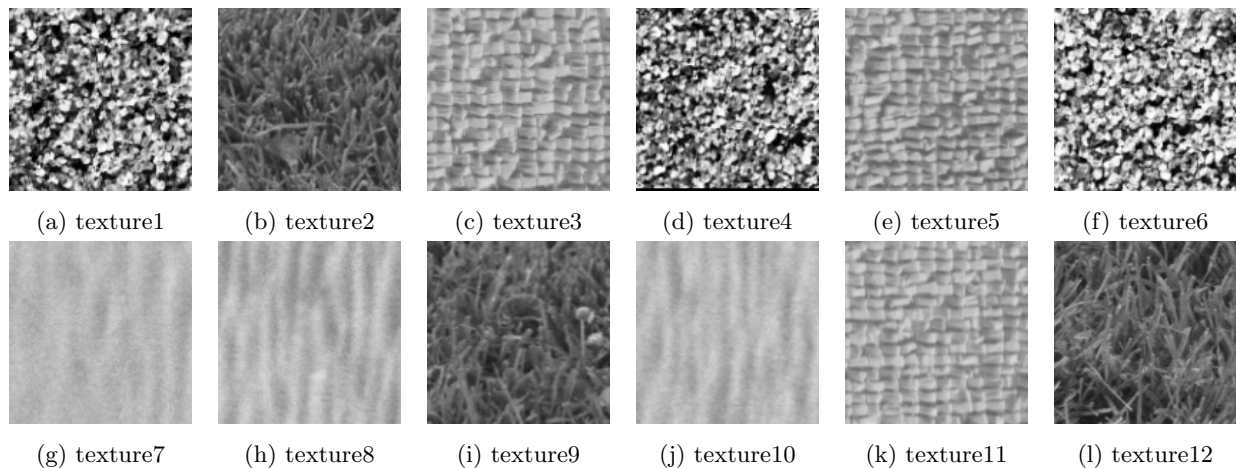 (a) texture1 (b) texture2 (c) texture3 (d) texture4 (e) texture5 (f) texture6
(g) texture7 (h) texture8 (i) texture9 (j) texture10 (k) texture11 (l) texture12